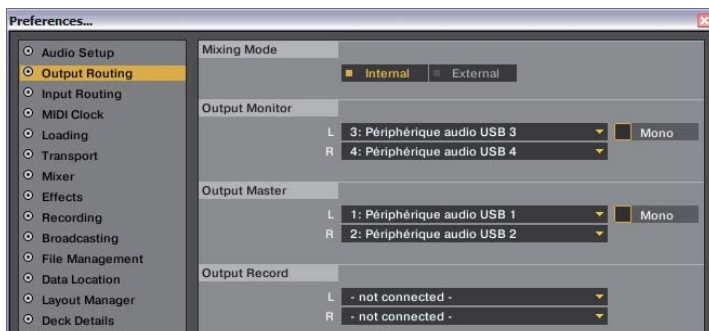 Preferences...
Audio Setup
Output Routing
Input Routing
MIDI Clock
Loading
Transport
Mixer
Effects
Recording
Broadcasting
File Management
Data Location
Layout Manager
Deck Details
Mixing Mode
Internal External
Output Monitor
L 3: Périphérique audio USB 3 Mono
R 4: Périphérique audio USB 4
Output Master
L 1: Périphérique audio USB 1 Mono
R 2: Périphérique audio USB 2
Output Record
L - not connected -
R - not connected -